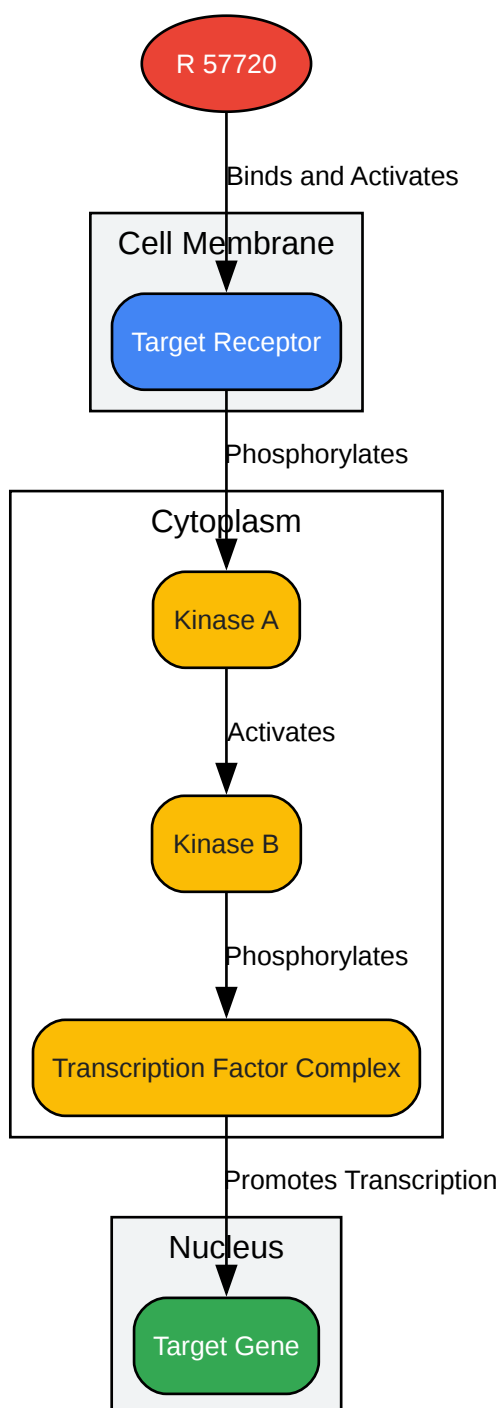 R 57720
Binds and Activates
Cell Membrane
Target Receptor
Phosphorylates
Cytoplasm
Kinase A
Activates
Kinase B
Phosphorylates
Transcription Factor Complex
Promotes Transcription
Nucleus
Target Gene